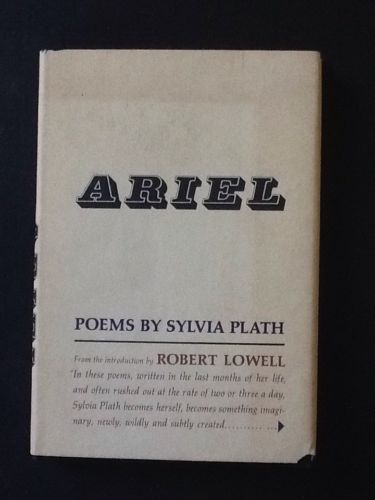 ARIEL
POEMS BY SYLVIA PLATH
From the introduction by ROBERT LOWELL
"In these poems, written in the last months of her life,
and often rushed out at the rate of two or three a day,
Sylvia Plath becomes herself, becomes something imagi-
nary, newly, wildly and subtly created.......... ...